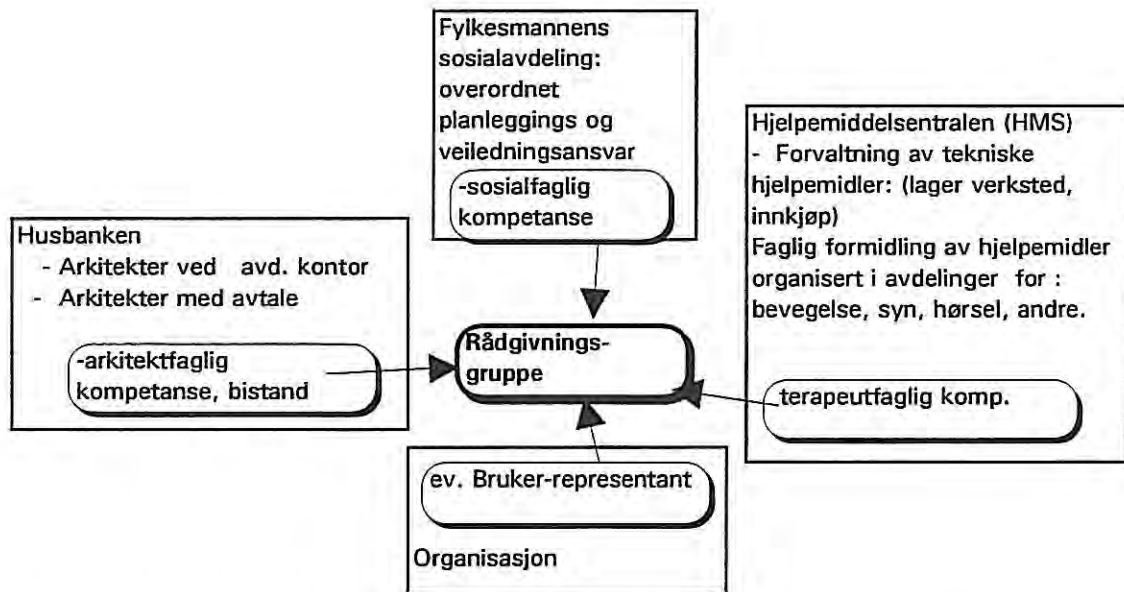 Fylkesmannens
sosialavdeling:
overordnet
planleggings og
veiledningsansvar
-sosialfaglig
kompetanse
Husbanken
- Arkitekter ved avd. kontor
- Arkitekter med avtale
-arkitektfaglig
kompetanse, bistand
Rådgivnings-
gruppe
Hjelpemiddelsentralen (HMS)
- Forvaltning av tekniske
hjelpemidler: (lager verksted,
innkjøp)
Faglig formidling av hjelpemidler
organisert i avdelinger for :
bevegelse, syn, hørsel, andre.
terapeutfaglig komp.
ev. Bruker-representant
Organisasjon